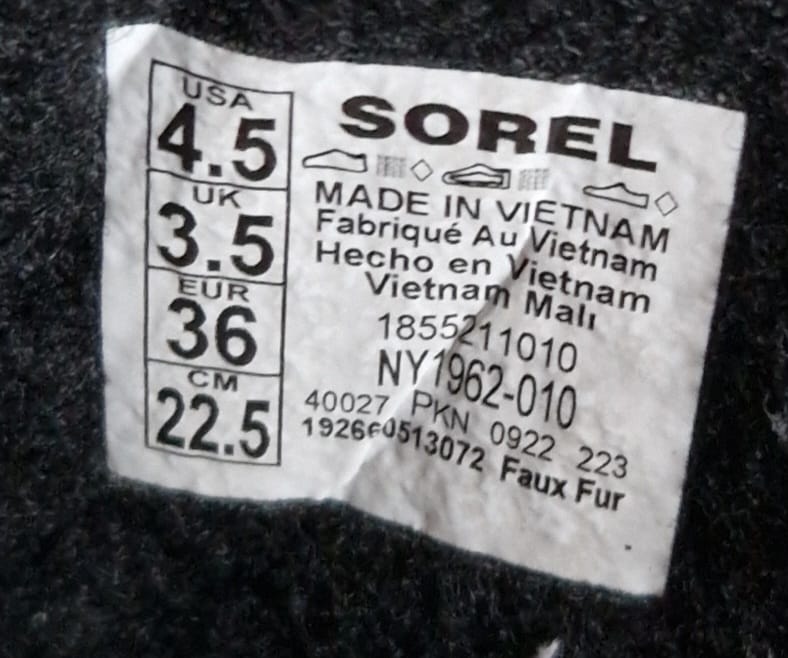 USA
4.5
UK
3.5
EUR
36
CM
22.5
SOREL
MADE IN VIETNAM
Fabriqué Au Vietnam
Hecho en Vietnam
Vietnam Malı
1855211010
NY1962-010
40027 PKN 0922 223
192660513072 Faux Fur